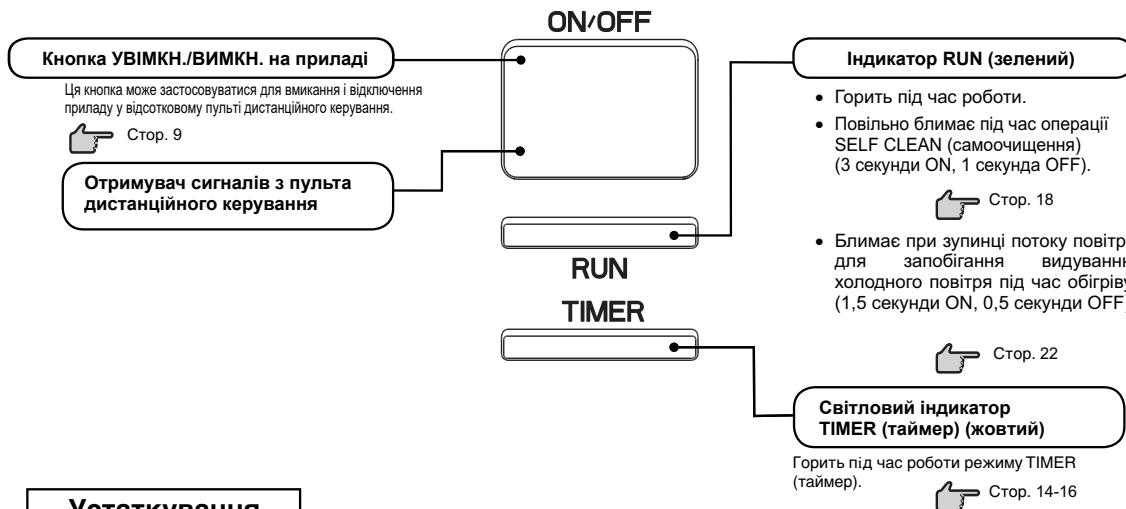 ON/OFF
Кнопка УВІМКН./ВИМКН. на приладі
Ця кнопка може застосовуватися для вмикання і відключення
приладу у відсотковому пульті дистанційного керування.
Стор. 9
Отримувач сигналів з пульта
дистанційного керування
RUN
TIMER
Індикатор RUN (зелений)
• Горить під час роботи.
• Повільно блимає під час операції
SELF CLEAN (самоочищення)
(3 секунди ON, 1 секунда OFF).
Стор. 18
• Блимає при зупинці потоку
для запобігання
холодного повітря під час
(1,5 секунди ON, 0,5 секунди OFF
Стор. 22
Світловий індикатор
TIMER (таймер) (жовтий)
Горить під час роботи режиму TIMER
(таймер).
Стор. 14-16
Устаткування